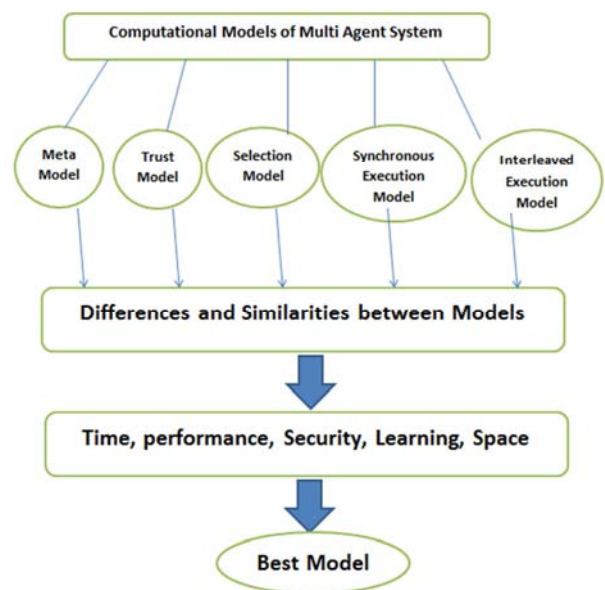 Computational Models of Multi Agent System
Meta
Model
Trust
Model
Selection
Model
Synchronous
Execution
Model
Interleaved
Execution
Model
Differences and Similarities between Models
Time, performance, Security, Learning, Space
Best Model